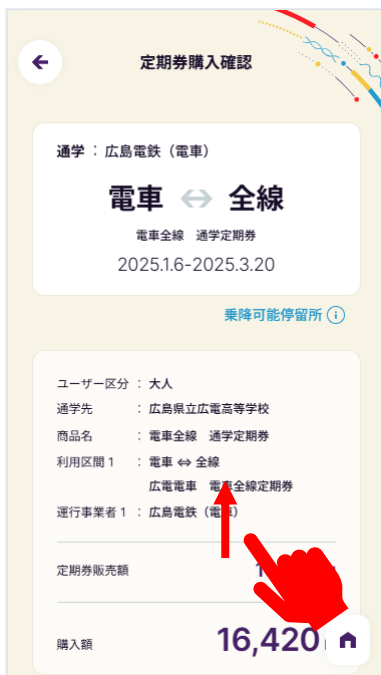 定期券購入確認
通学：広島電鉄（電車）
電車 ⇔ 全線
電車全線　通学定期券
2025.1.6-2025.3.20
乗降可能停留所 i
ユーザー区分：大人
通学先：広島県立広電高等学校
商品名：電車全線　通学定期券
利用区間 1：電車 ⇔ 全線
広電電車　電車全線定期券
運行事業者 1：広島電鉄（電車）
定期券販売額
購入額 16,420